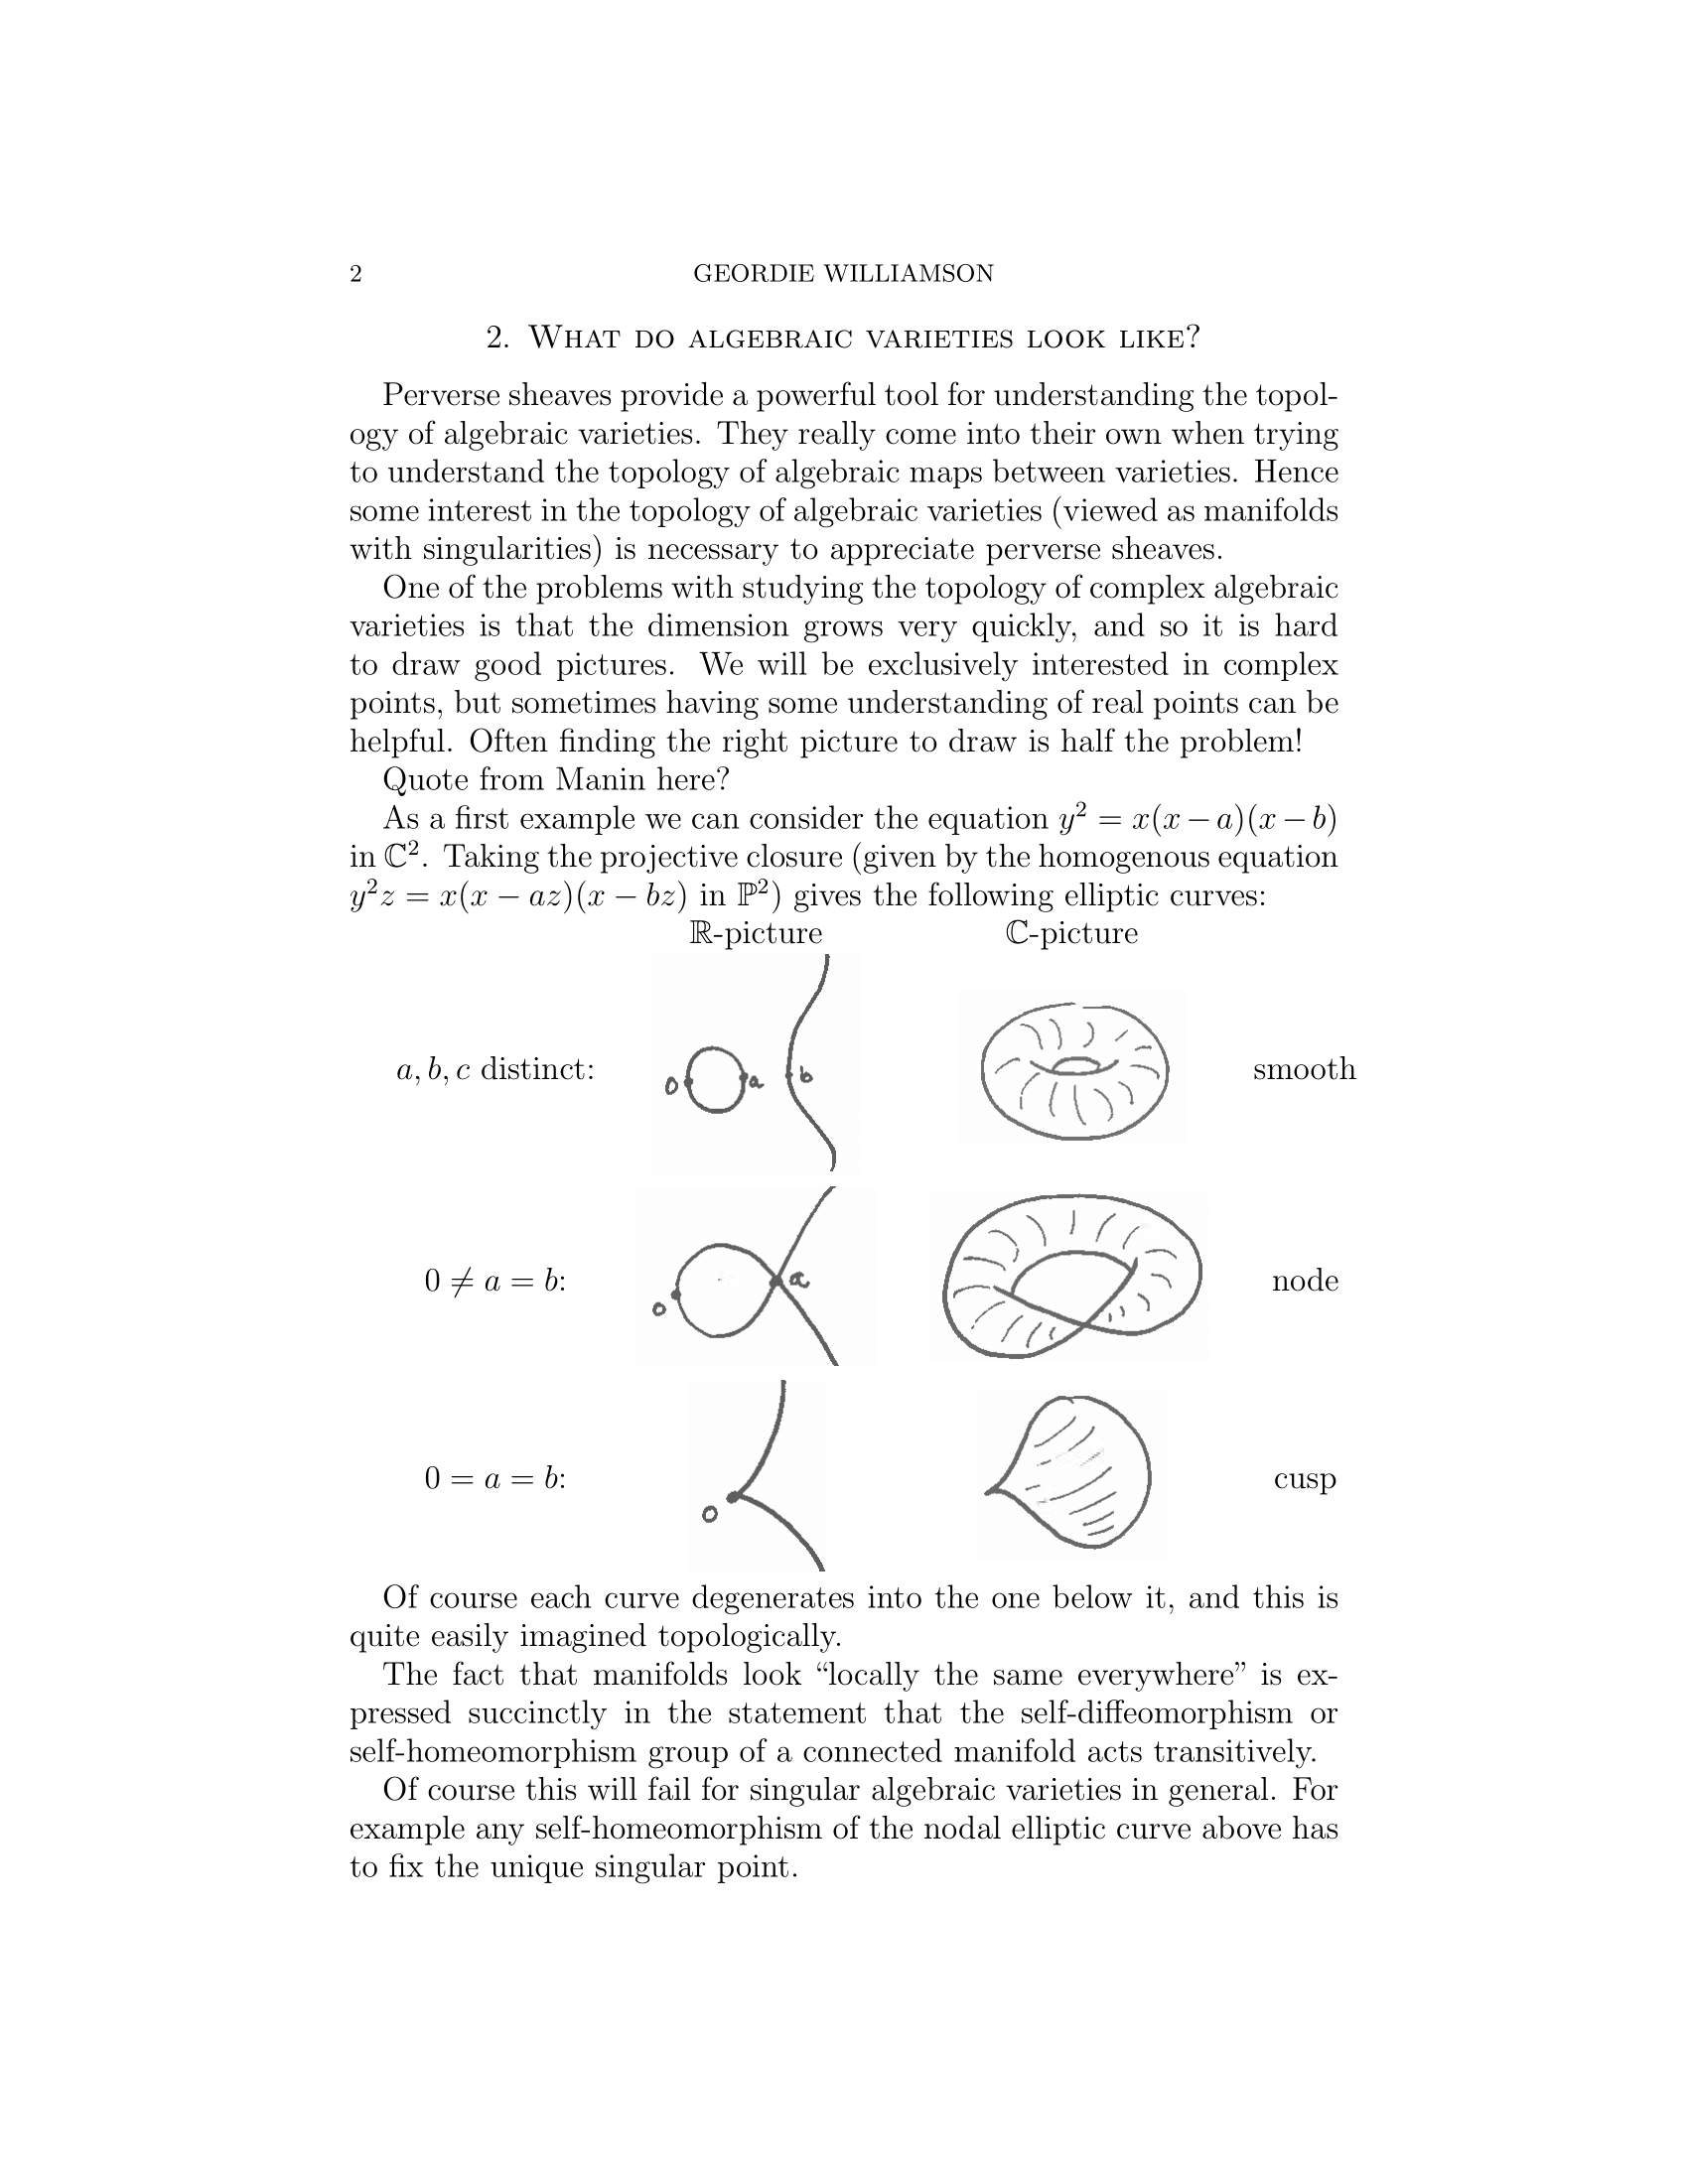 2 GEORDIE WILLIAMSON
2. What do algebraic varieties look like?
Perverse sheaves provide a powerful tool for understanding the topol-
ogy of algebraic varieties. They really come into their own when trying
to understand the topology of algebraic maps between varieties. Hence
some interest in the topology of algebraic varieties (viewed as manifolds
with singularities) is necessary to appreciate perverse sheaves.
One of the problems with studying the topology of complex algebraic
varieties is that the dimension grows very quickly, and so it is hard
to draw good pictures. We will be exclusively interested in complex
points, but sometimes having some understanding of real points can be
helpful. Often finding the right picture to draw is half the problem!
Quote from Manin here?
As a first example we can consider the equation y² = x(x − a)(x − b)
in ℂ². Taking the projective closure (given by the homogenous equation
y²z = x(x − az)(x − bz) in ℙ²) gives the following elliptic curves:
ℝ-picture ℂ-picture
a, b, c distinct: 0 a b smooth
0 ≠ a = b: 0 a node
0 = a = b: 0 cusp
Of course each curve degenerates into the one below it, and this is
quite easily imagined topologically.
The fact that manifolds look “locally the same everywhere” is ex-
pressed succinctly in the statement that the self-diffeomorphism or
self-homeomorphism group of a connected manifold acts transitively.
Of course this will fail for singular algebraic varieties in general. For
example any self-homeomorphism of the nodal elliptic curve above has
to fix the unique singular point.